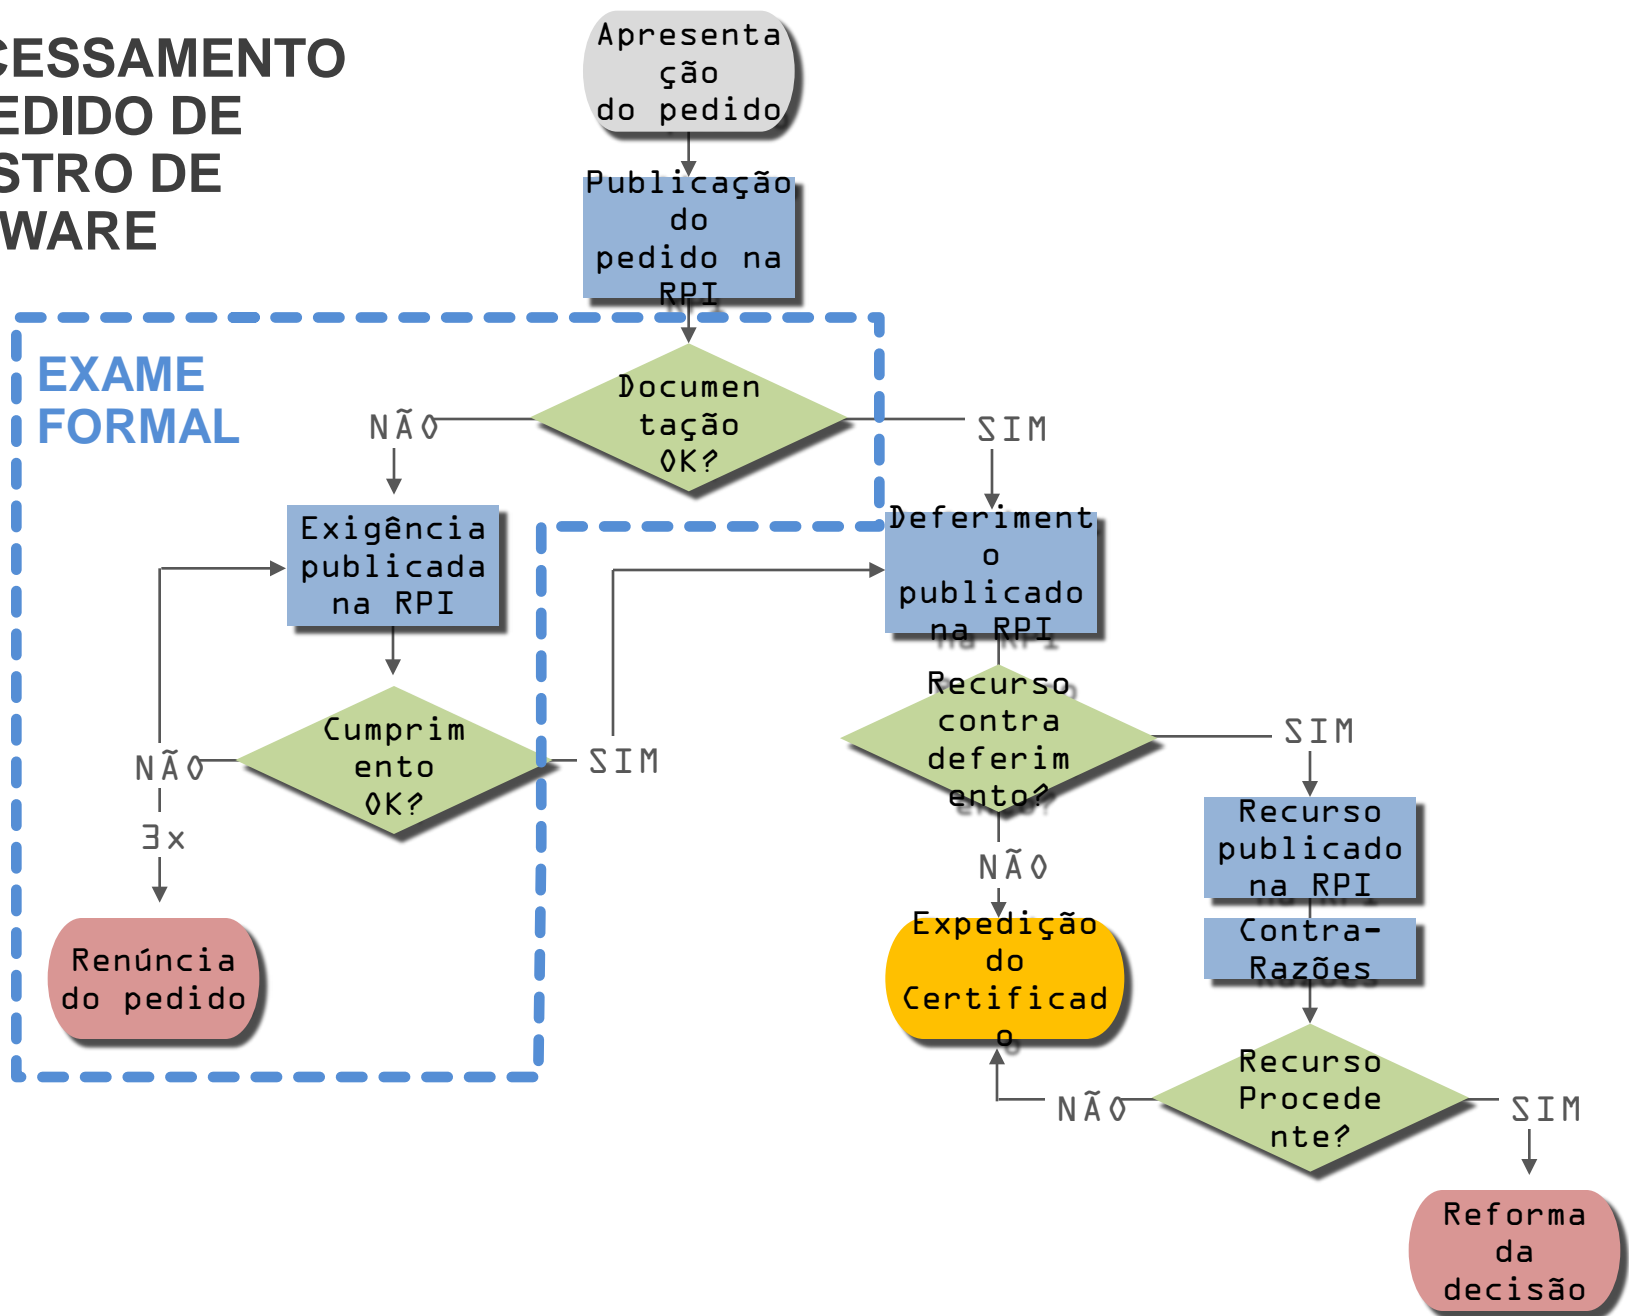 CESSAMENTO
EDIDO DE
STRO DE
WARE
Apresenta
ção
do pedido
Publicação
do
pedido na
RPI
EXAME
FORMAL
Documen
tação
OK?
NÃO
SIM
Exigência
publicada
na RPI
Deferiment
o
publicado
na RPI
Cumprim
ento
OK?
NÃO
SIM
3x
Renúncia
do pedido
Recurso
contra
deferim
ento?
SIM
NÃO
Recurso
publicado
na RPI
Contra-
Razões
Expedição
do
Certificad
o
Recurso
Procede
nte?
NÃO
SIM
Reforma
da
decisão